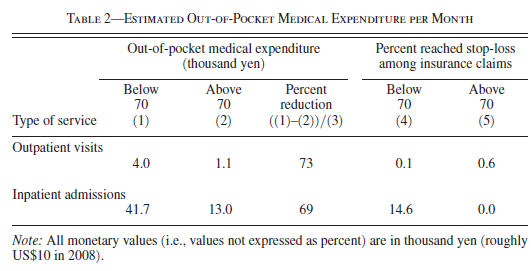 TABLE 2—ESTIMATED OUT-OF-POCKET MEDICAL EXPENDITURE PER MONTH
Out-of-pocket medical expenditure Percent reached stop-loss
(thousand yen) among insurance claims
Below Above Percent Below Above
70 70 reduction 70 70
Type of service (1) (2) ((1)–(2))/(3) (4) (5)
Outpatient visits
4.0 1.1 73 0.1 0.6
Inpatient admissions
41.7 13.0 69 14.6 0.0
Note: All monetary values (i.e., values not expressed as percent) are in thousand yen (roughly
US$10 in 2008).